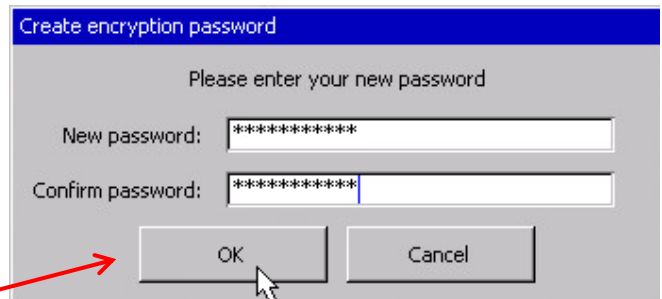 Create encryption password
Please enter your new password
New password: ***********
Confirm password: ***********
OK Cancel